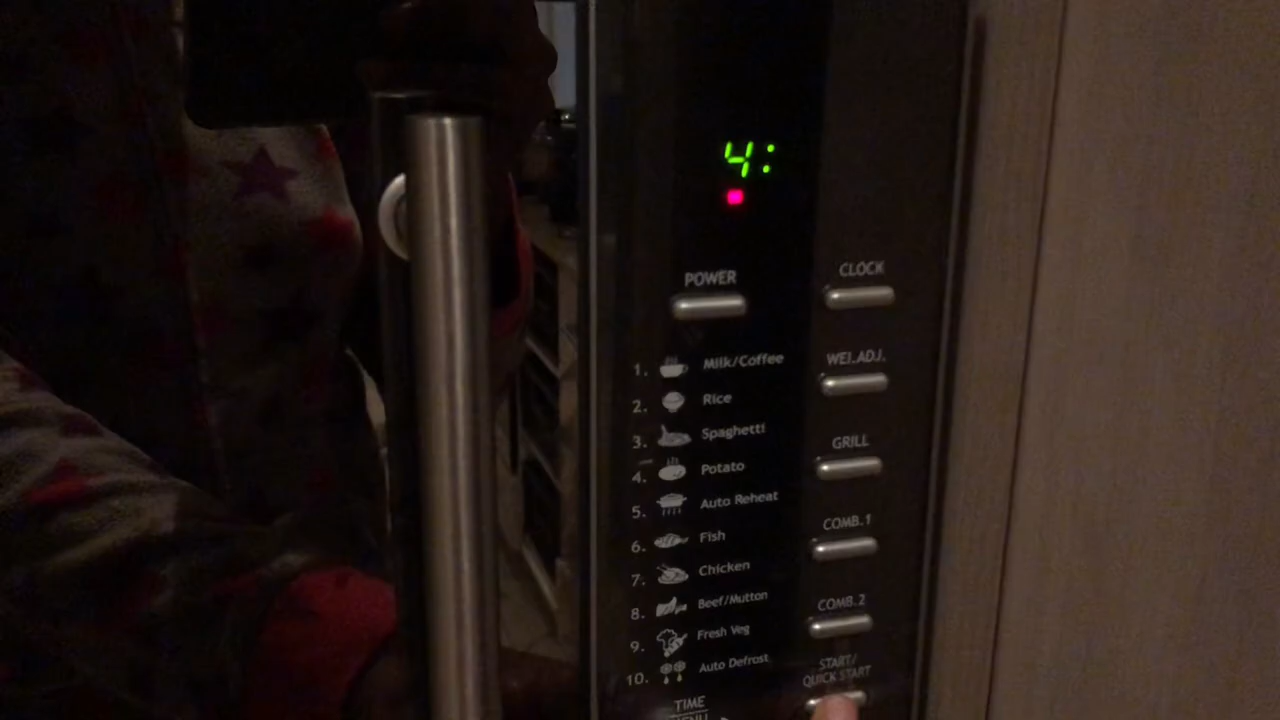 4:
POWER
CLOCK
WEI.ADJ.
GRILL
COMB.1
COMB.2
START/
QUICK START
1. Milk/Coffee
2. Rice
3. Spaghetti
4. Potato
5. Auto Reheat
6. Fish
7. Chicken
8. Beef/Mutton
9. Fresh Veg
10. Auto Defrost
TIME
MENU